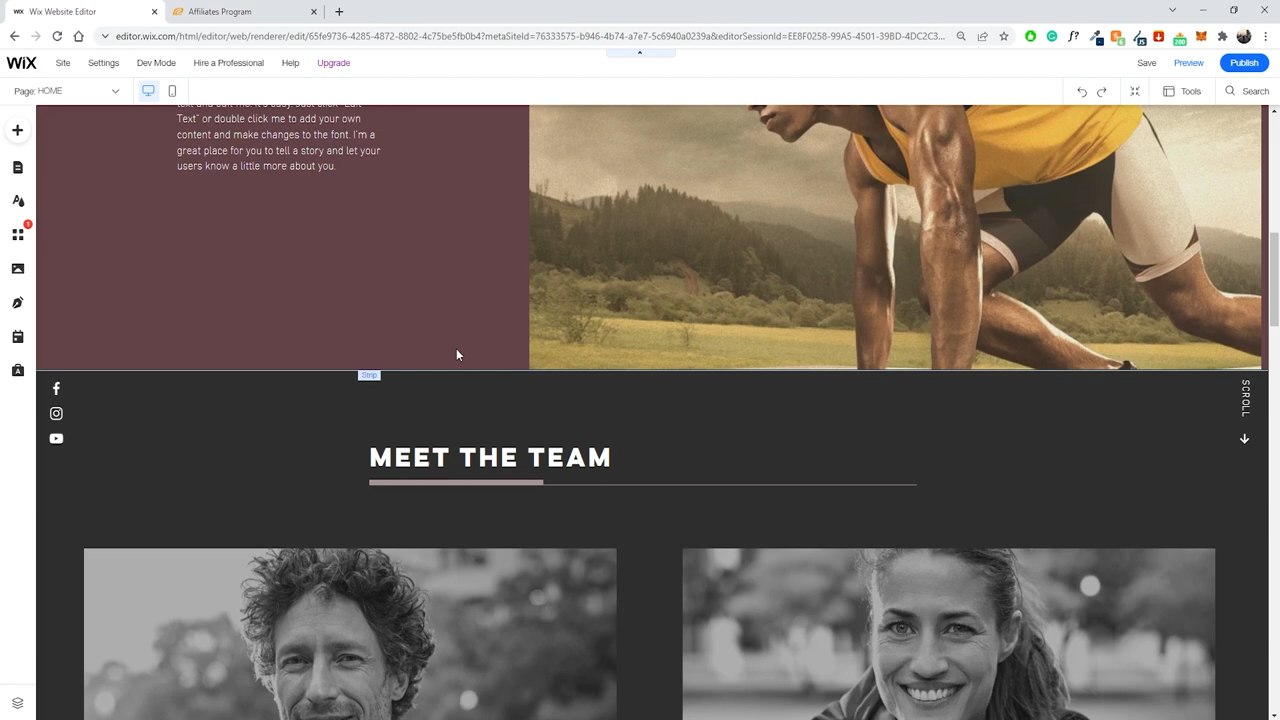 Wix Website Editor
Affiliates Program
editor.wix.com/html/editor/web/renderer/edit/65fe9736-4285-4872-8802-4c75be5fb0b4?metaSiteId=76333575-b946-4b74-a7e7-5c6940a0239a&editorSessionId=EE8F0258-99A5-4501-39BD-4DC2C3...
f?
JS
200
WiX
Site
Settings
Dev Mode
Hire a Professional
Help
Upgrade
Save
Preview
Publish
Page: HOME
Tools
Search
Text" or double click me to add your own
content and make changes to the font. I'm a
great place for you to tell a story and let your
users know a little more about you.
1
Strip
SCROLL
MEET THE TEAM